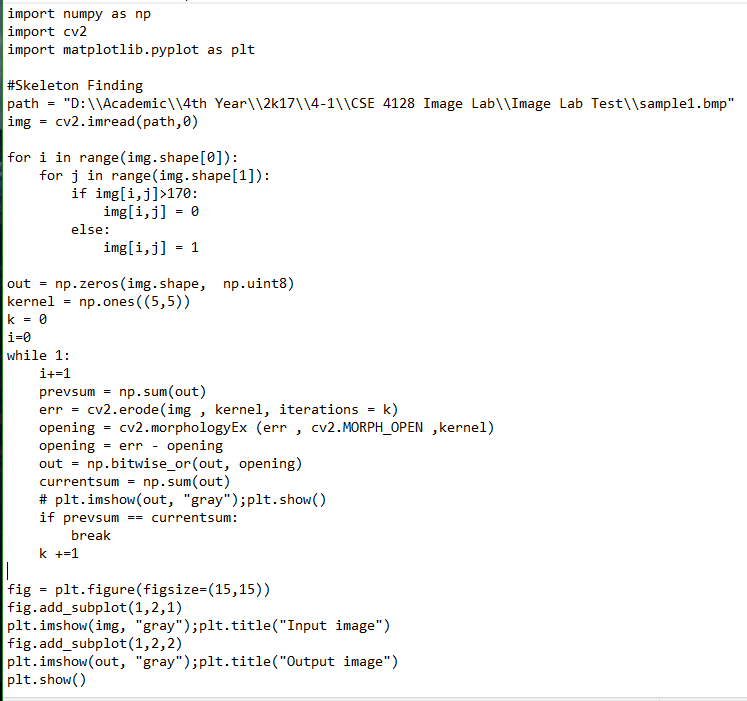 import numpy as np
import cv2
import matplotlib.pyplot as plt

#Skeleton Finding
path = "D:\\Academic\\4th Year\\2k17\\4-1\\CSE 4128 Image Lab\\Image Lab Test\\sample1.bmp"
img = cv2.imread(path,0)

for i in range(img.shape[0]):
    for j in range(img.shape[1]):
        if img[i,j]>170:
            img[i,j] = 0
        else:
            img[i,j] = 1

out = np.zeros(img.shape,  np.uint8)
kernel = np.ones((5,5))
k = 0
i=0
while 1:
    i+=1
    prevsum = np.sum(out)
    err = cv2.erode(img , kernel, iterations = k)
    opening = cv2.morphologyEx (err , cv2.MORPH_OPEN ,kernel)
    opening = err - opening
    out = np.bitwise_or(out, opening)
    currentsum = np.sum(out)
    # plt.imshow(out, "gray");plt.show()
    if prevsum == currentsum:
        break
    k +=1

fig = plt.figure(figsize=(15,15))
fig.add_subplot(1,2,1)
plt.imshow(img, "gray");plt.title("Input image")
fig.add_subplot(1,2,2)
plt.imshow(out, "gray");plt.title("Output image")
plt.show()